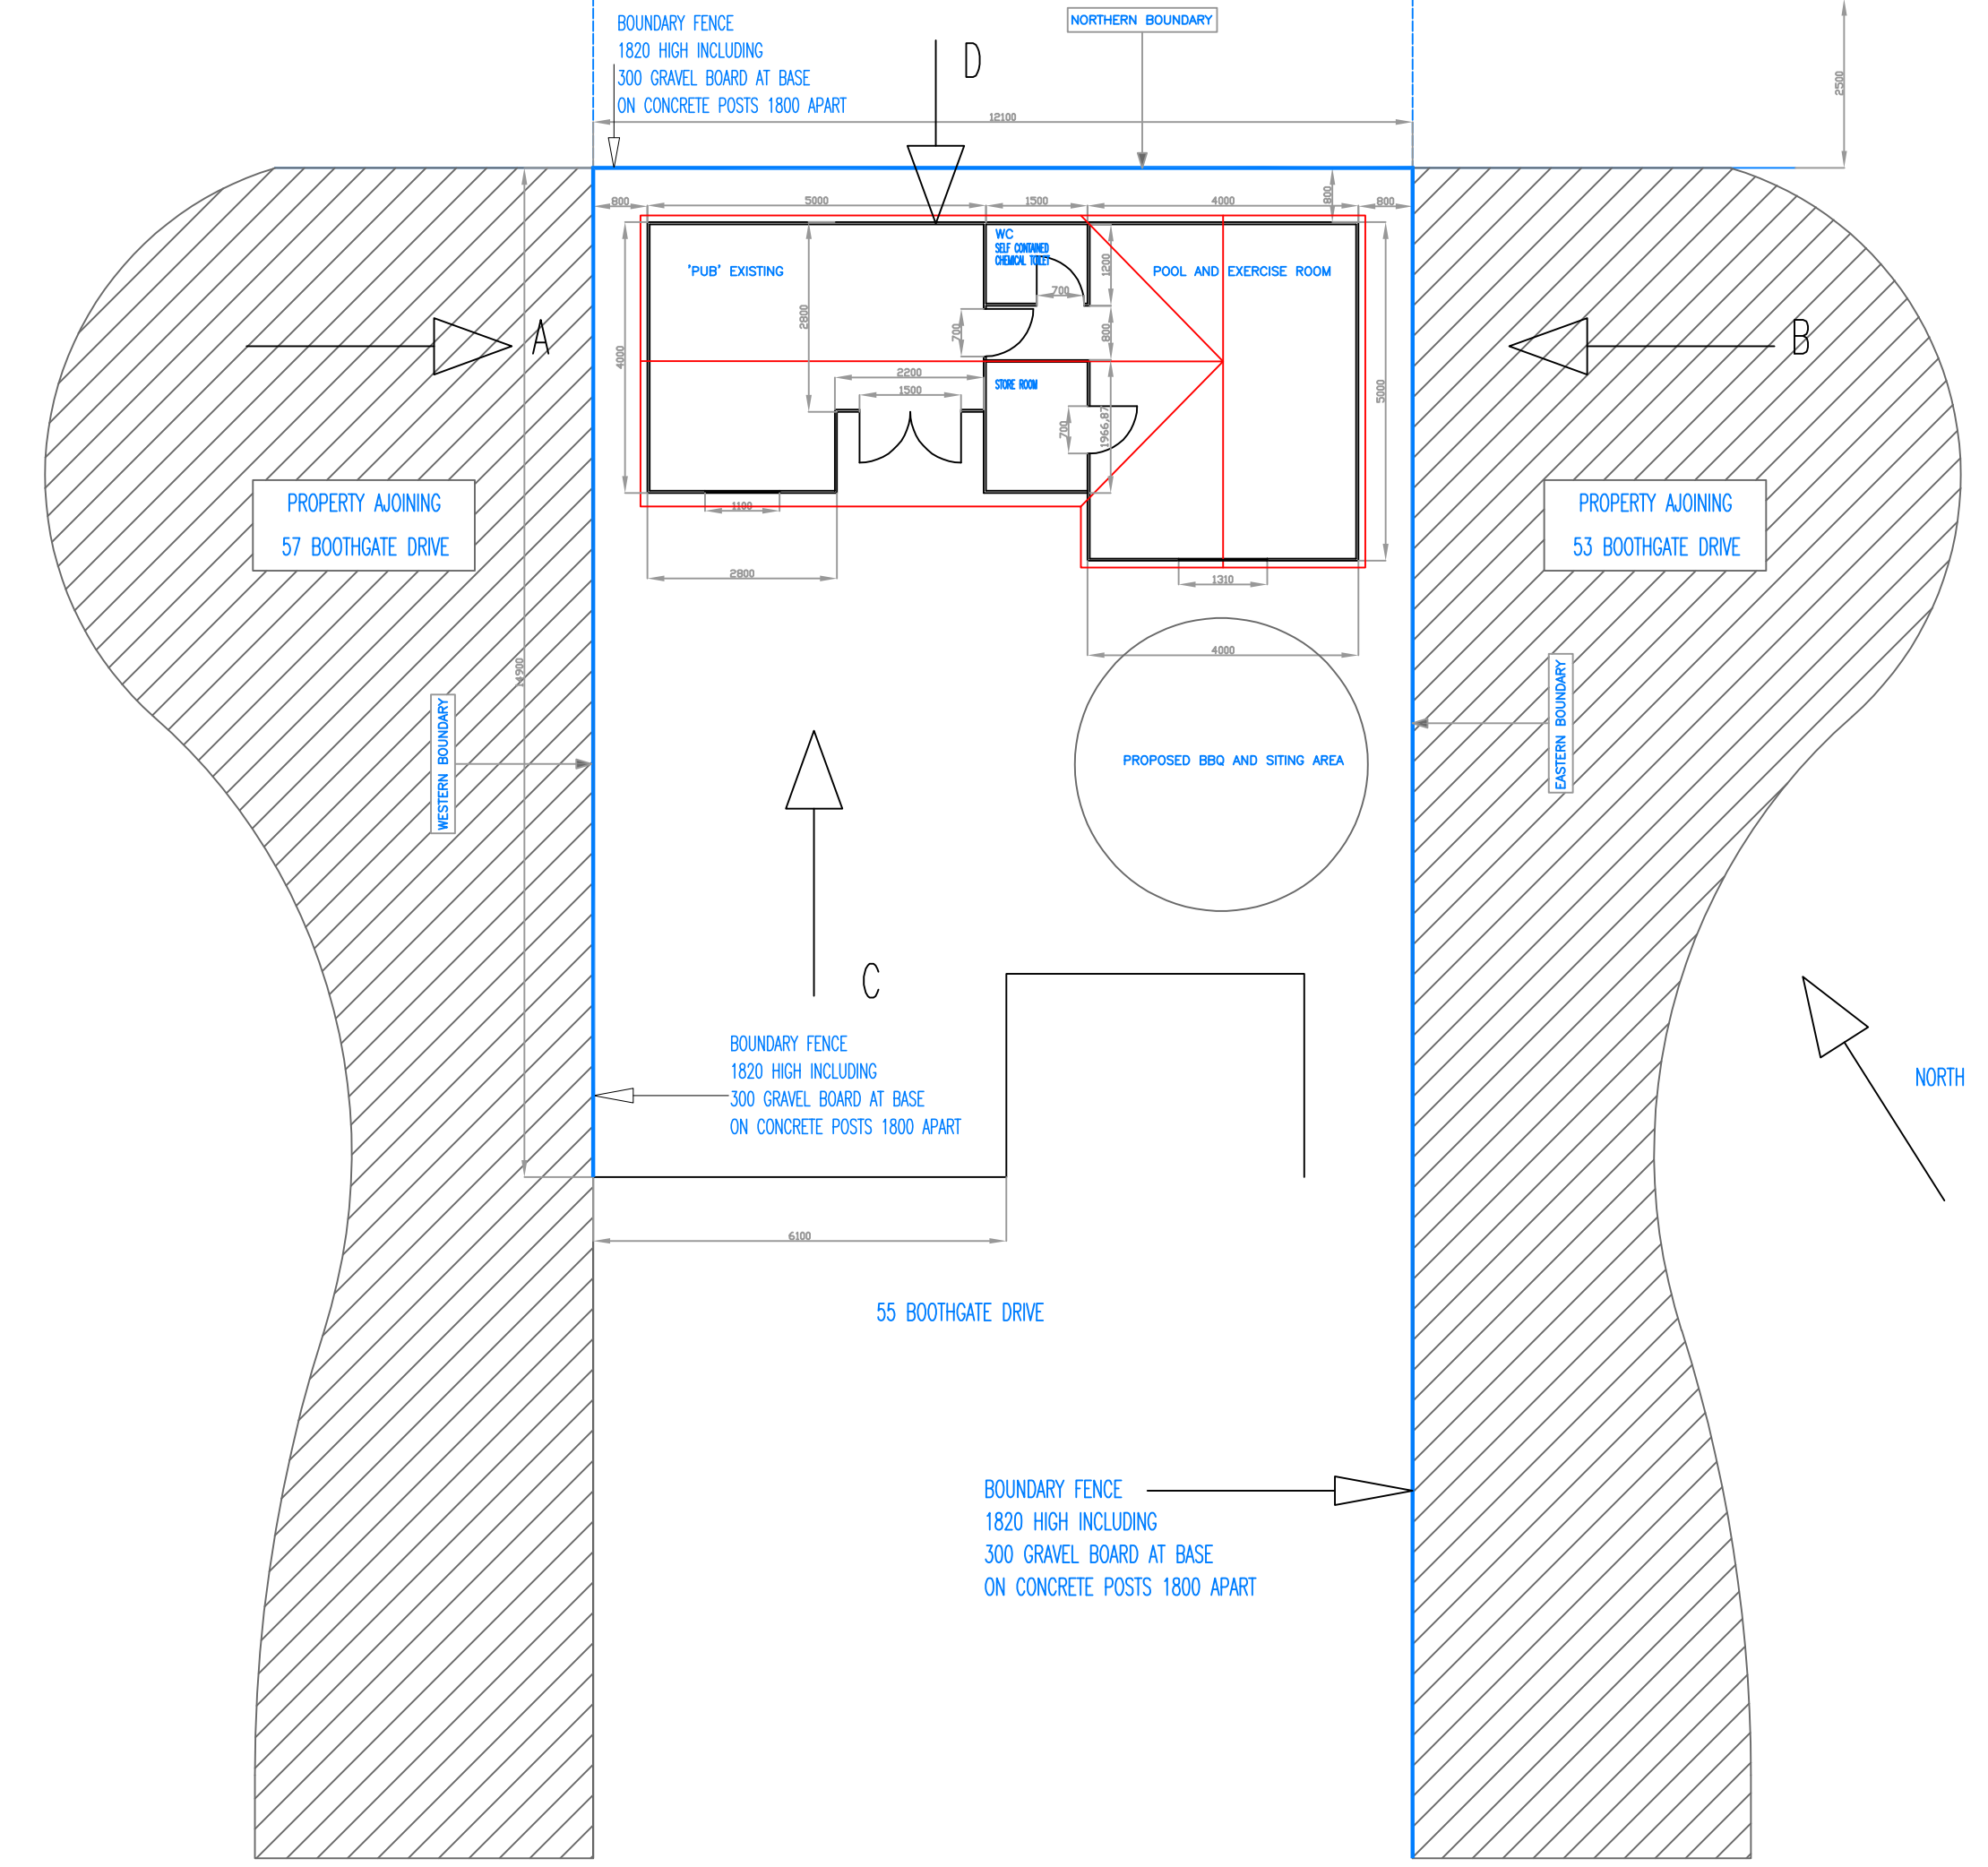 BOUNDARY FENCE
1820 HIGH INCLUDING
300 GRAVEL BOARD AT BASE
ON CONCRETE POSTS 1800 APART
NORTHERN BOUNDARY
D
2500
12100
800
5000
1500
4000
800
800
WC
SELF CONTAINED
CHEMICAL TOILET
'PUB' EXISTING
POOL AND EXERCISE ROOM
1200
700
2800
700
800
A
B
4000
2200
1500
STORE ROOM
5000
700
1966,87
PROPERTY AJOINING
57 BOOTHGATE DRIVE
PROPERTY AJOINING
53 BOOTHGATE DRIVE
1100
2800
1310
4000
14900
WESTERN BOUNDARY
EASTERN BOUNDARY
PROPOSED BBQ AND SITING AREA
C
BOUNDARY FENCE
1820 HIGH INCLUDING
300 GRAVEL BOARD AT BASE
ON CONCRETE POSTS 1800 APART
NORTH
6100
55 BOOTHGATE DRIVE
BOUNDARY FENCE
1820 HIGH INCLUDING
300 GRAVEL BOARD AT BASE
ON CONCRETE POSTS 1800 APART